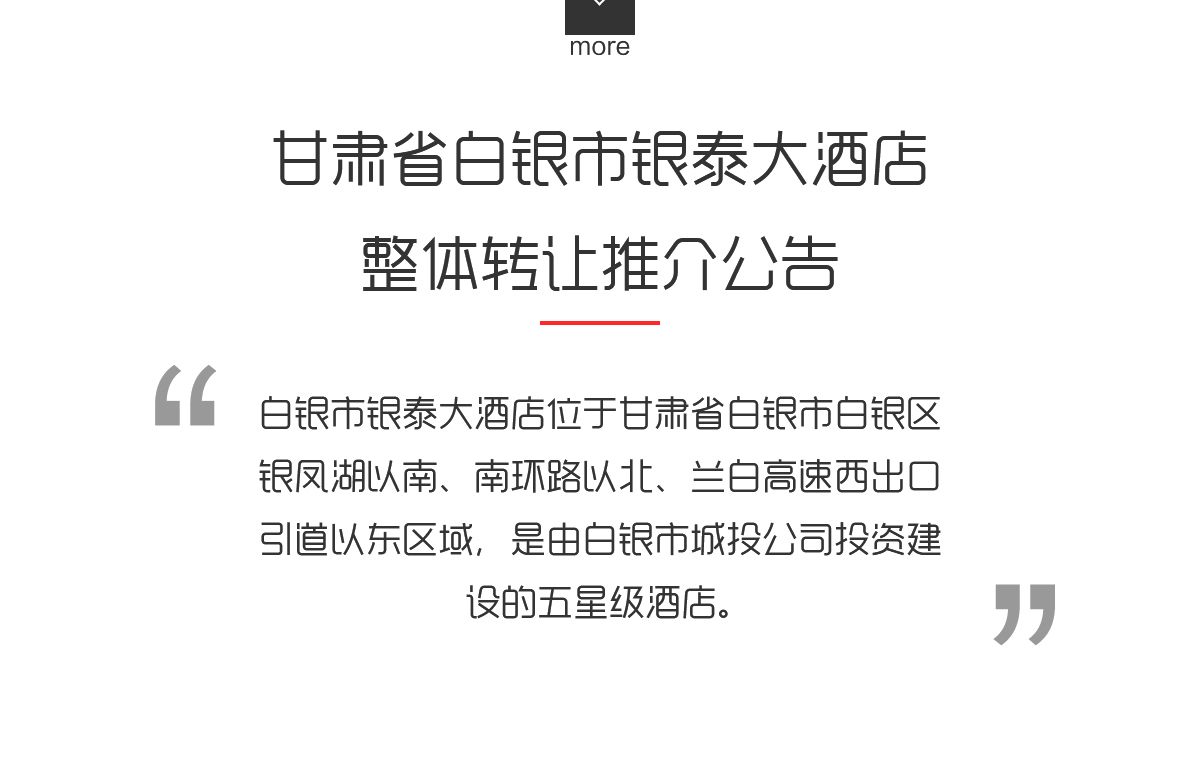 more
甘肃省白银市银泰大酒店
整体转让推介公告
“
白银市银泰大酒店位于甘肃省白银市白银区
银凤湖以南、南环路以北、兰白高速西出口
引道以东区域，是由白银市城投公司投资建
设的五星级酒店。
”